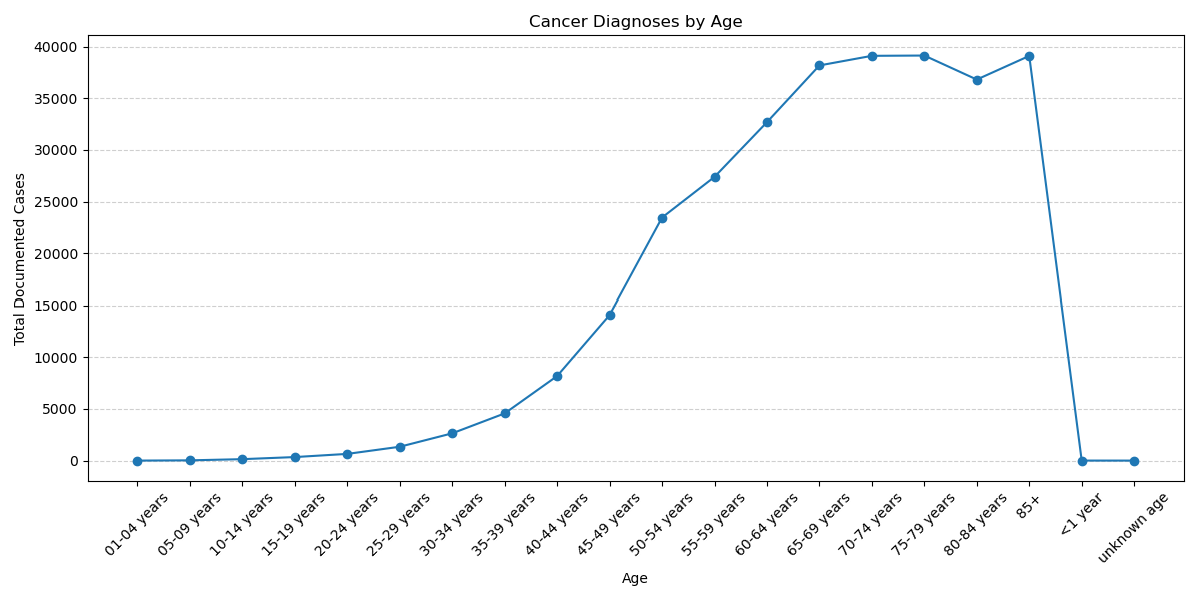 Cancer Diagnoses by Age
Total Documented Cases
40000
35000
30000
25000
20000
15000
10000
5000
0
01-04 years
05-09 years
10-14 years
15-19 years
20-24 years
25-29 years
30-34 years
35-39 years
40-44 years
45-49 years
50-54 years
55-59 years
60-64 years
65-69 years
70-74 years
75-79 years
80-84 years
85+
<1 year
unknown age
Age